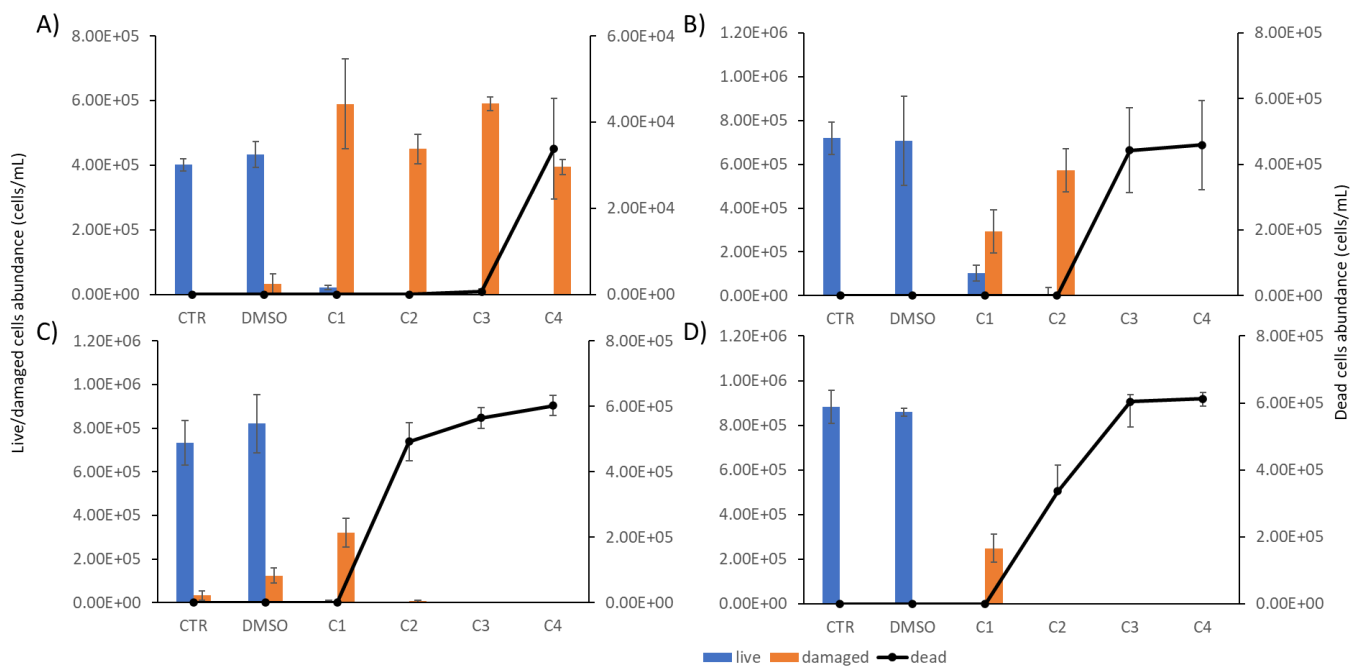 A)
8.00E+05
6.00E+05
4.00E+05
2.00E+05
0.00E+00
6.00E+04
4.00E+04
2.00E+04
0.00E+00
CTR DMSO C1 C2 C3 C4
B)
1.20E+06
1.00E+06
8.00E+05
6.00E+05
4.00E+05
2.00E+05
0.00E+00
8.00E+05
6.00E+05
4.00E+05
2.00E+05
0.00E+00
CTR DMSO C1 C2 C3 C4
C)
1.20E+06
1.00E+06
8.00E+05
6.00E+05
4.00E+05
2.00E+05
0.00E+00
8.00E+05
6.00E+05
4.00E+05
2.00E+05
0.00E+00
CTR DMSO C1 C2 C3 C4
D)
1.20E+06
1.00E+06
8.00E+05
6.00E+05
4.00E+05
2.00E+05
0.00E+00
8.00E+05
6.00E+05
4.00E+05
2.00E+05
0.00E+00
CTR DMSO C1 C2 C3 C4
Live/damaged cells abundance (cells/mL)
Dead cells abundance (cells/mL)
live damaged dead